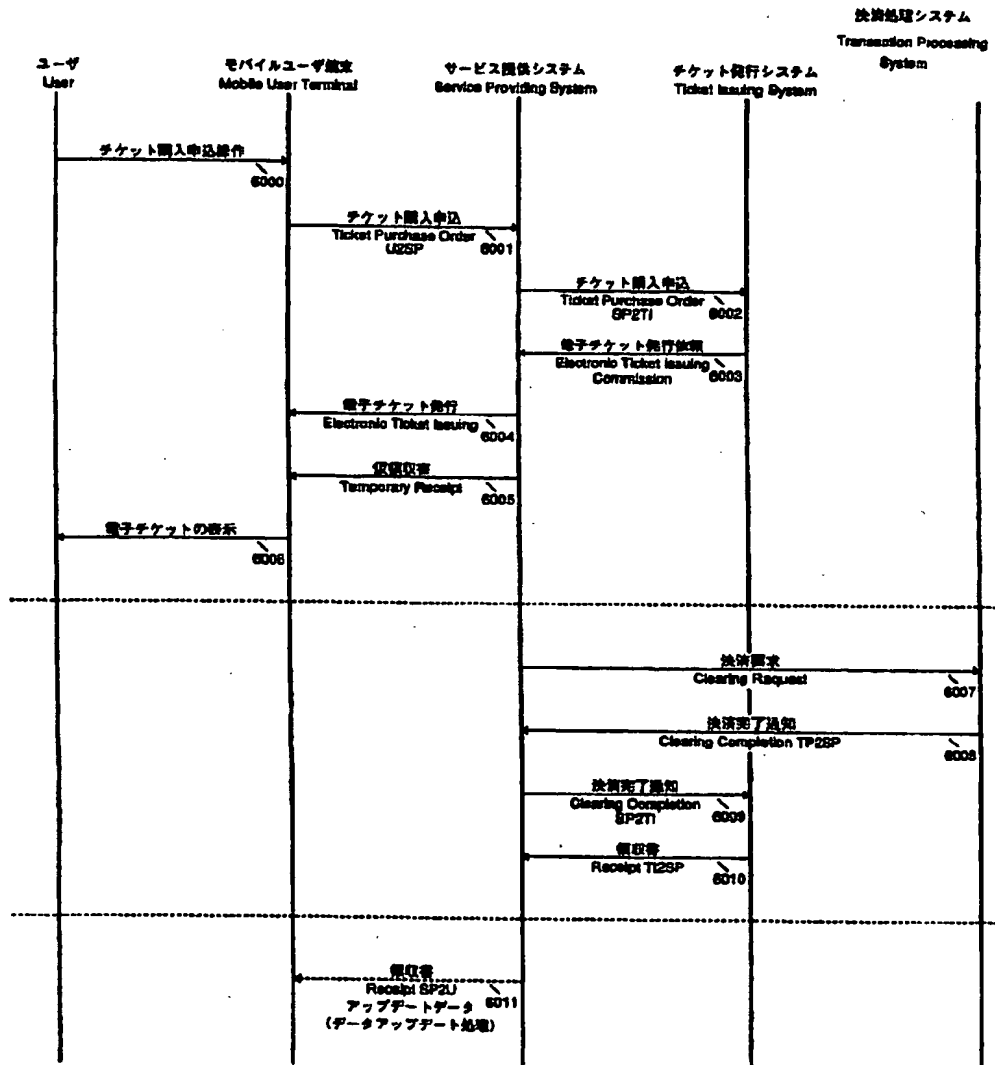 決済処理システム
Transaction Processing
System
ユーザ
User
モバイルユーザ端末
Mobile User Terminal
サービス提供システム
Service Providing System
チケット発行システム
Ticket Issuing System
チケット購入申込操作
6000
チケット購入申込
Ticket Purchase Order
U2SP
6001
チケット購入申込
Ticket Purchase Order
SP2TI
6002
電子チケット発行依頼
Electronic Ticket Issuing
Commission
6003
電子チケット発行
Electronic Ticket Issuing
6004
仮領収書
Temporary Receipt
6005
電子チケットの表示
6006
決済要求
Clearing Request
6007
決済完了通知
Clearing Completion TP2SP
6008
決済完了通知
Clearing Completion
SP2TI
6009
領収書
Receipt TI2SP
6010
領収書
Receipt SP2U
6011
アップデートデータ
(データアップデート処理)